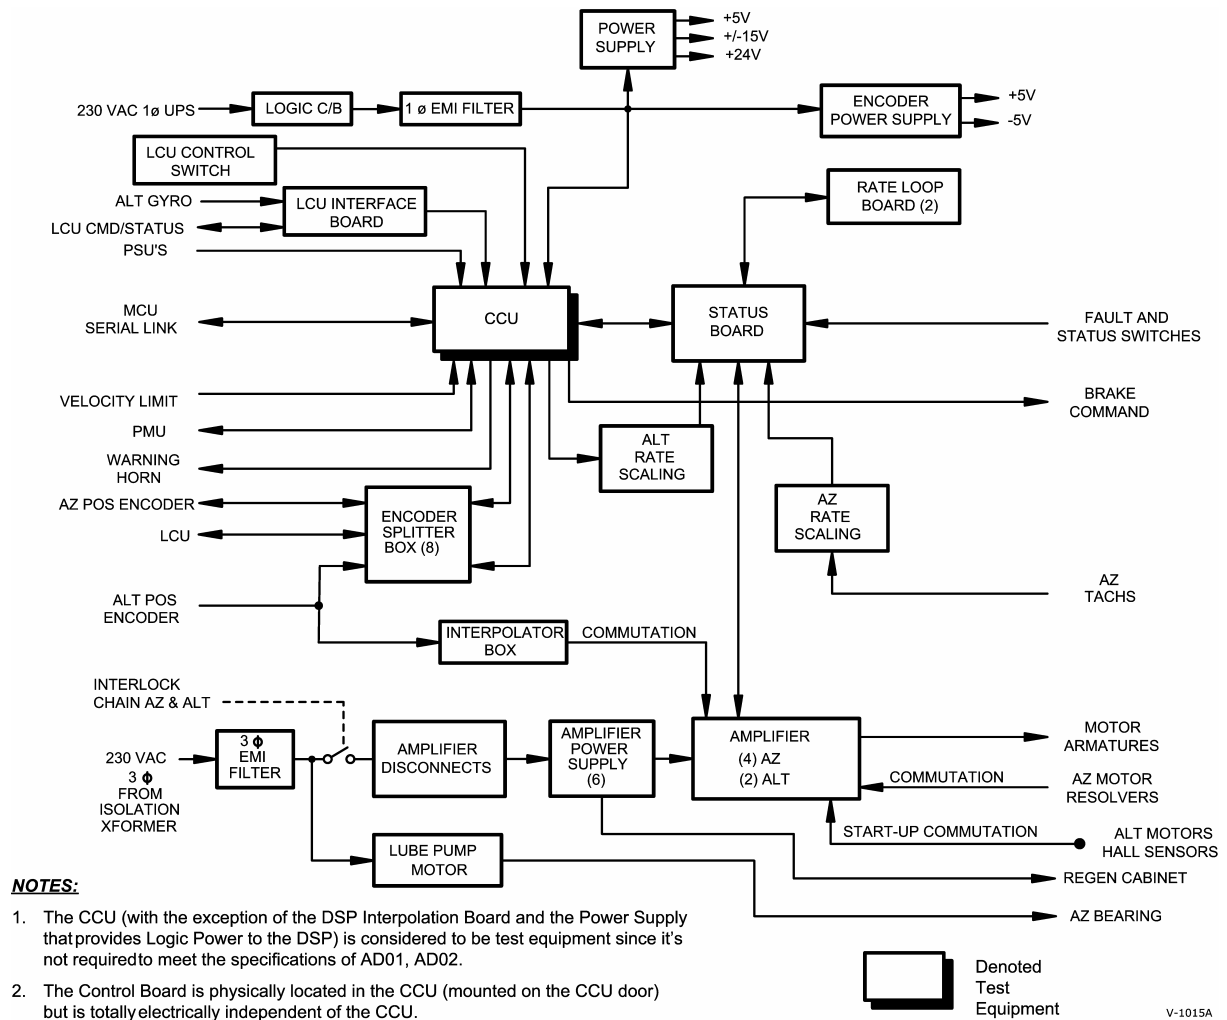 POWER
SUPPLY
+5V
+/-15V
+24V
230 VAC 1ø UPS
LOGIC C/B
1 ø EMI FILTER
ENCODER
POWER SUPPLY
+5V
-5V
LCU CONTROL
SWITCH
ALT GYRO
LCU CMD/STATUS
PSU'S
LCU INTERFACE
BOARD
RATE LOOP
BOARD (2)
MCU
SERIAL LINK
CCU
STATUS
BOARD
FAULT AND
STATUS SWITCHES
VELOCITY LIMIT
PMU
WARNING
HORN
BRAKE
COMMAND
ALT
RATE
SCALING
AZ POS ENCODER
LCU
ENCODER
SPLITTER
BOX (8)
AZ
RATE
SCALING
ALT POS
ENCODER
AZ
TACHS
INTERPOLATOR
BOX
COMMUTATION
INTERLOCK
CHAIN AZ & ALT
230 VAC
3 ϕ
FROM
ISOLATION
XFORMER
3 ϕ
EMI
FILTER
AMPLIFIER
DISCONNECTS
AMPLIFIER
POWER
SUPPLY
(6)
AMPLIFIER
(4) AZ
(2) ALT
MOTOR
ARMATURES
COMMUTATION
AZ MOTOR
RESOLVERS
START-UP COMMUTATION
ALT MOTORS
HALL SENSORS
LUBE PUMP
MOTOR
REGEN CABINET
AZ BEARING
NOTES:
1. The CCU (with the exception of the DSP Interpolation Board and the Power Supply
that provides Logic Power to the DSP) is considered to be test equipment since it's
not required to meet the specifications of AD01, AD02.
2. The Control Board is physically located in the CCU (mounted on the CCU door)
but is totally electrically independent of the CCU.
Denoted
Test
Equipment
V-1015A